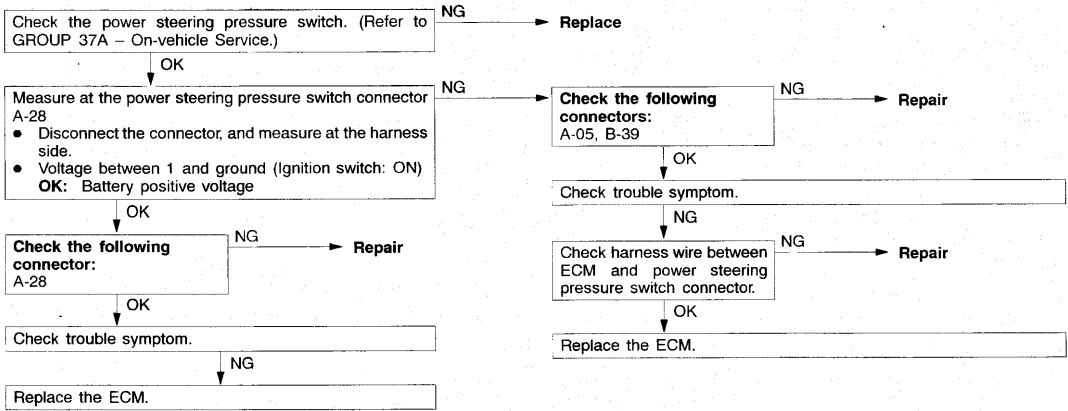 Check the power steering pressure switch. (Refer to
GROUP 37A – On-vehicle Service.)
NG
Replace
OK
Measure at the power steering pressure switch connector
A-28
● Disconnect the connector, and measure at the harness
side.
● Voltage between 1 and ground (Ignition switch: ON)
OK: Battery positive voltage
NG
OK
Check the following
connector:
A-28
NG
Repair
OK
Check trouble symptom.
NG
Replace the ECM.
Check the following
connectors:
A-05, B-39
NG
Repair
OK
Check trouble symptom.
NG
Check harness wire between
ECM and power steering
pressure switch connector.
NG
Repair
OK
Replace the ECM.